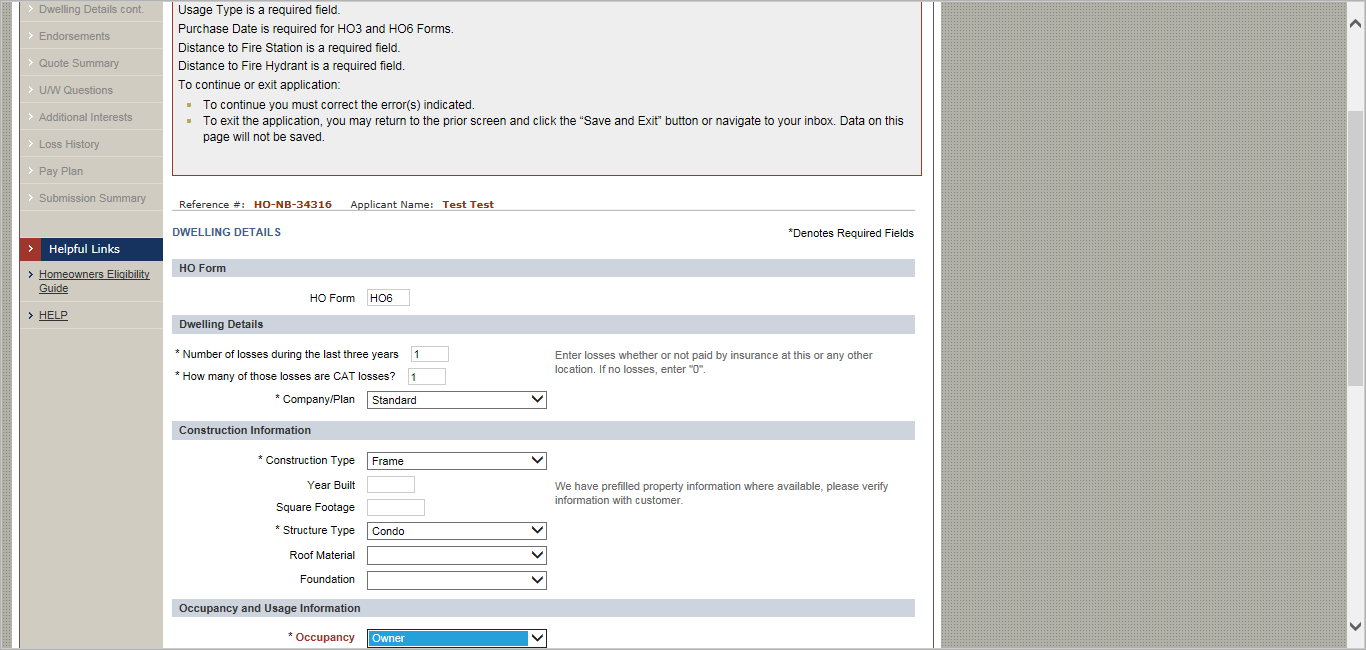 Dwelling Details cont.
Endorsements
Quote Summary
U/W Questions
Additional Interests
Loss History
Pay Plan
Submission Summary
Helpful Links
Homeowners Eligibility
Guide
HELP
Usage Type is a required field.
Purchase Date is required for HO3 and HO6 Forms.
Distance to Fire Station is a required field.
Distance to Fire Hydrant is a required field.
To continue or exit application:
To continue you must correct the error(s) indicated.
To exit the application, you may return to the prior screen and click the “Save and Exit” button or navigate to your inbox. Data on this
page will not be saved.
Reference #: HO-NB-34316 Applicant Name: Test Test
DWELLING DETAILS
*Denotes Required Fields
HO Form
HO Form HO6
Dwelling Details
* Number of losses during the last three years 1
Enter losses whether or not paid by insurance at this or any other
location. If no losses, enter "0".
* How many of those losses are CAT losses? 1
* Company/Plan Standard
Construction Information
* Construction Type Frame
Year Built
We have prefilled property information where available, please verify
information with customer.
Square Footage
* Structure Type Condo
Roof Material
Foundation
Occupancy and Usage Information
* Occupancy Owner